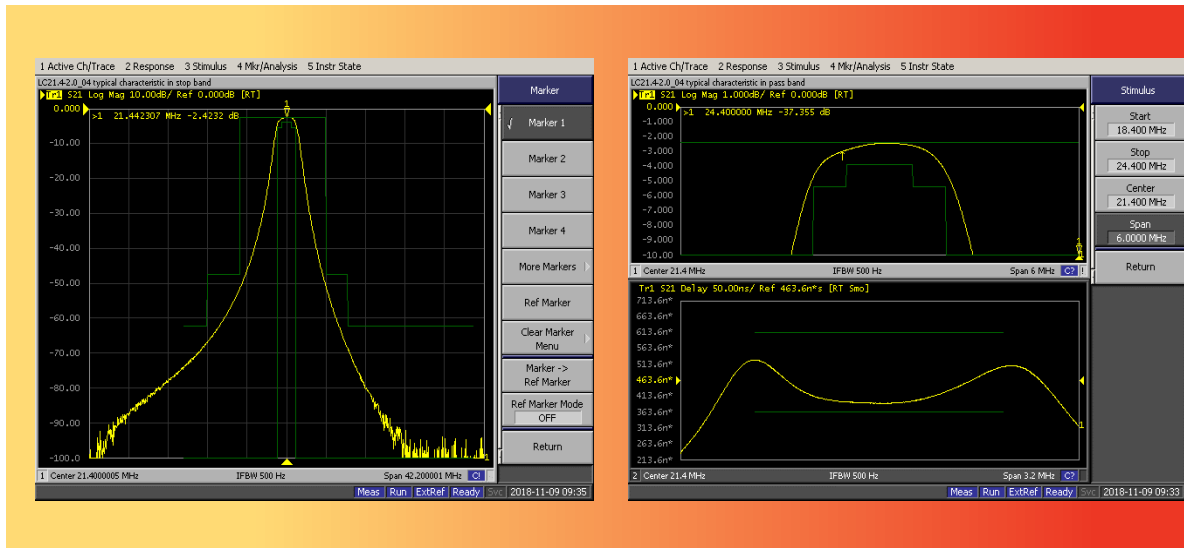 1 Active Ch/Trace 2 Response 3 Stimulus 4 Mkr/Analysis 5 Instr State
LC21.4-2.0_04 typical characteristic in stop band
Tr1 S21 Log Mag 10.00dB/ Ref 0.000dB [RT]
>1 21.442307 MHz -2.4232 dB
1
0.000
-10.00
-20.00
-30.00
-40.00
-50.00
-60.00
-70.00
-80.00
-90.00
-100.0
1
1 Center 21.4000005 MHz IFBW 500 Hz Span 42.200001 MHz C!
Meas Run ExtRef Ready Svc 2018-11-09 09:35
Marker
√ Marker 1
Marker 2
Marker 3
Marker 4
More Markers
Ref Marker
Clear Marker
Menu
Marker ->
Ref Marker
Ref Marker Mode
OFF
Return
1 Active Ch/Trace 2 Response 3 Stimulus 4 Mkr/Analysis 5 Instr State
LC21.4-2.0_04 typical characteristic in pass band
Tr1 S21 Log Mag 1.000dB/ Ref 0.000dB [RT]
>1 24.400000 MHz -37.355 dB
0.000
-1.000
-2.000
-3.000
-4.000
-5.000
-6.000
-7.000
-8.000
-9.000
-10.00
1 Center 21.4 MHz IFBW 500 Hz Span 6 MHz C? !
Tr1 S21 Delay 50.00ns/ Ref 463.6n*s [RT Smo]
713.6n*
663.6n*
613.6n*
563.6n*
513.6n*
463.6n*
413.6n*
363.6n*
313.6n*
263.6n*
213.6n*
1
2 Center 21.4 MHz IFBW 500 Hz Span 3.2 MHz C?
Meas Run ExtRef Ready Svc 2018-11-09 09:33
Stimulus
Start
18.400 MHz
Stop
24.400 MHz
Center
21.400 MHz
Span
6.0000 MHz
Return